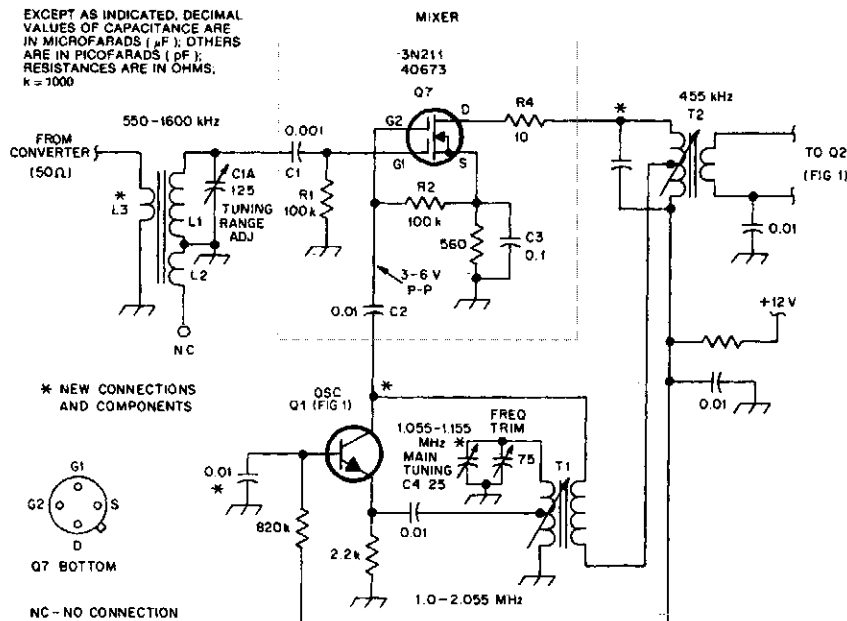 EXCEPT AS INDICATED, DECIMAL
VALUES OF CAPACITANCE ARE
IN MICROFARADS (µF); OTHERS
ARE IN PICOFARADS (pF);
RESISTANCES ARE IN OHMS;
k = 1000
MIXER
3N211
40673
Q7
G2
D
G1
S
R4
10
*
455 kHz
T2
TO Q2
(FIG 1)
0.01
550-1600 kHz
FROM
CONVERTER
(50Ω)
*
L3
L1
L2
NC
C1A
125
TUNING
RANGE
ADJ
0.001
C1
R1
100k
R2
100k
560
C3
0.1
3-6 V
P-P
0.01
C2
+12V
0.01
* NEW CONNECTIONS
AND COMPONENTS
OSC
Q1 (FIG 1)
*
1.055-1.155
MHz *
MAIN
TUNING
C4 25
FREQ
TRIM
75
T1
0.01
*
820k
2.2k
0.01
1.0-2.055 MHz
G1
G2
S
D
Q7 BOTTOM
NC - NO CONNECTION